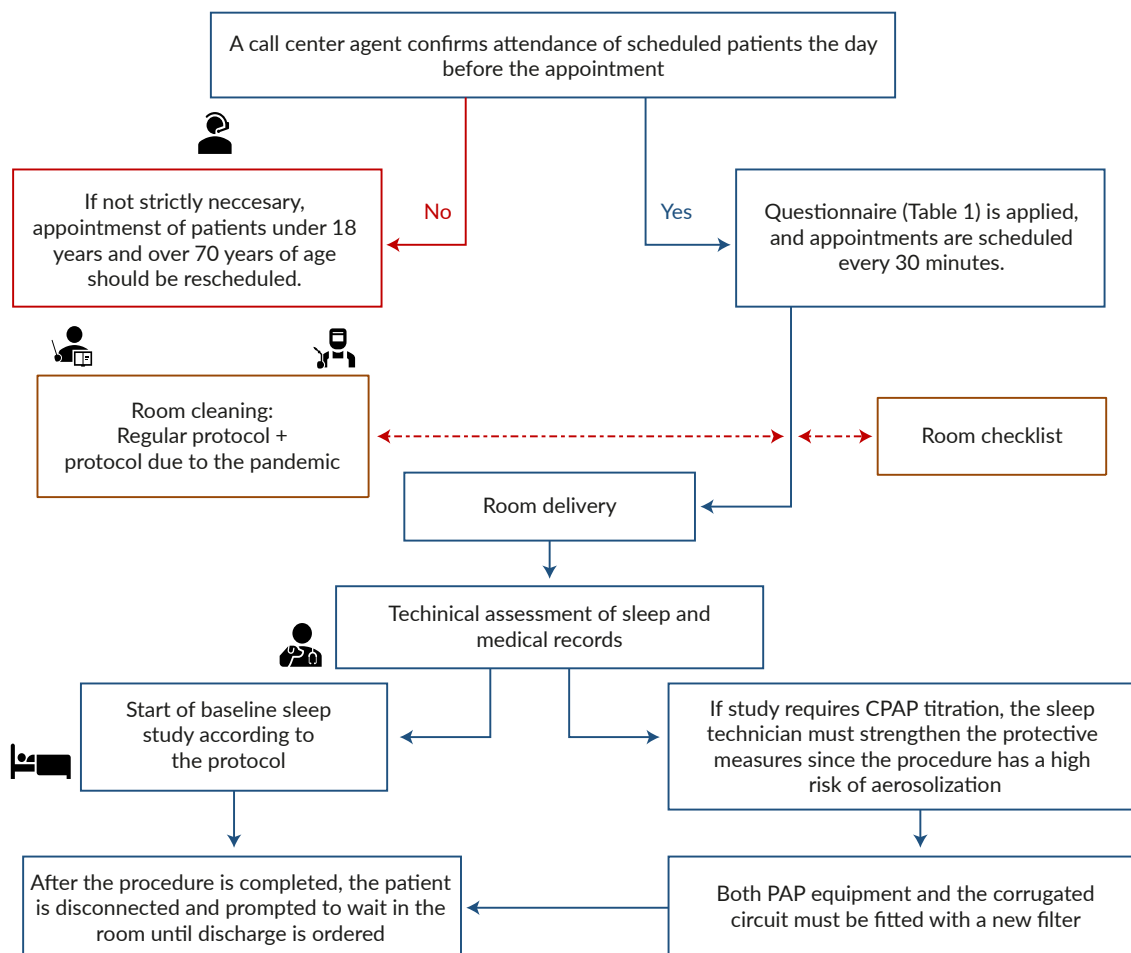 A call center agent confirms attendance of scheduled patients the day
before the appointment
No
Yes
If not strictly neccesary,
appointmenst of patients under 18
years and over 70 years of age
should be rescheduled.
Questionnaire (Table 1) is applied,
and appointments are scheduled
every 30 minutes.
Room cleaning:
Regular protocol +
protocol due to the pandemic
Room checklist
Room delivery
Techinical assessment of sleep and
medical records
Start of baseline sleep
study according to
the protocol
If study requires CPAP titration, the sleep
technician must strengthen the protective
measures since the procedure has a high
risk of aerosolization
After the procedure is completed, the patient
is disconnected and prompted to wait in the
room until discharge is ordered
Both PAP equipment and the corrugated
circuit must be fitted with a new filter